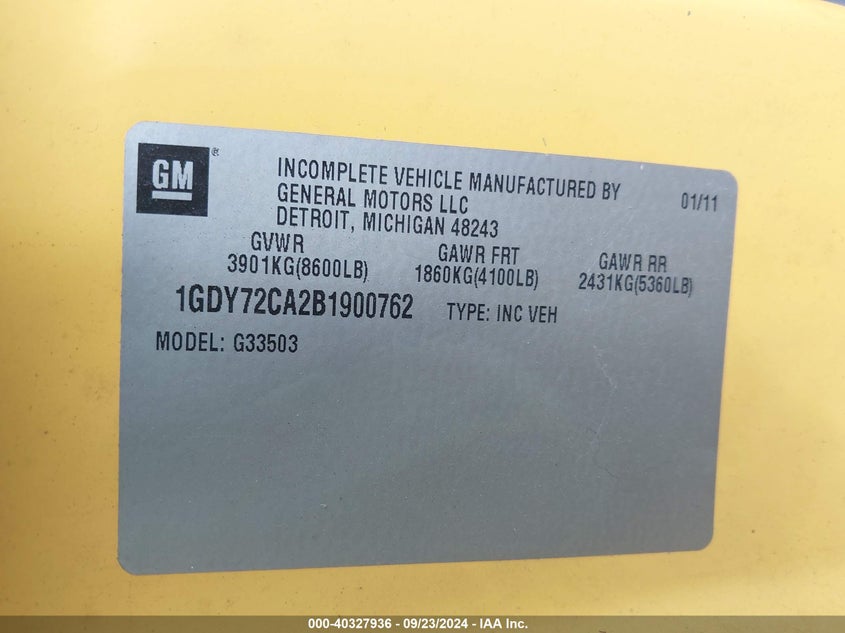 GM®
INCOMPLETE VEHICLE MANUFACTURED BY
GENERAL MOTORS LLC
DETROIT, MICHIGAN 48243
01/11
GVWR
3901KG(8600LB)
GAWR FRT
1860KG(4100LB)
GAWR RR
2431KG(5360LB)
1GDY72CA2B1900762 TYPE: INC VEH
MODEL: G33503
000-40327936 - 09/23/2024 - IAA Inc.